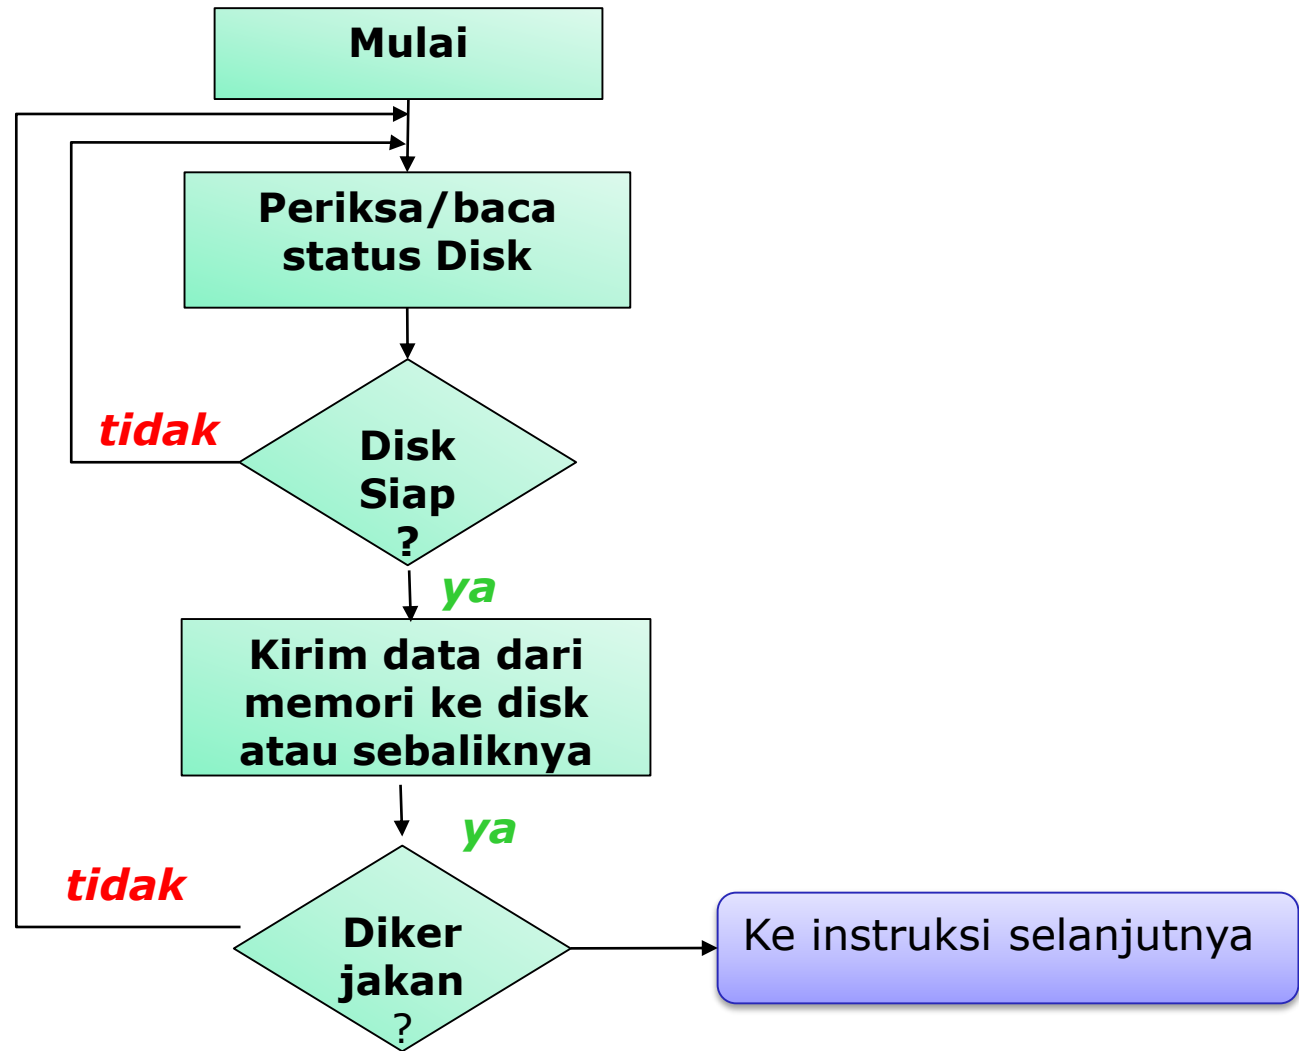 Mulai
Periksa/baca
status Disk
tidak
Disk
Siap
?
ya
Kirim data dari
memori ke disk
atau sebaliknya
ya
tidak
Diker
jakan
?
Ke instruksi selanjutnya